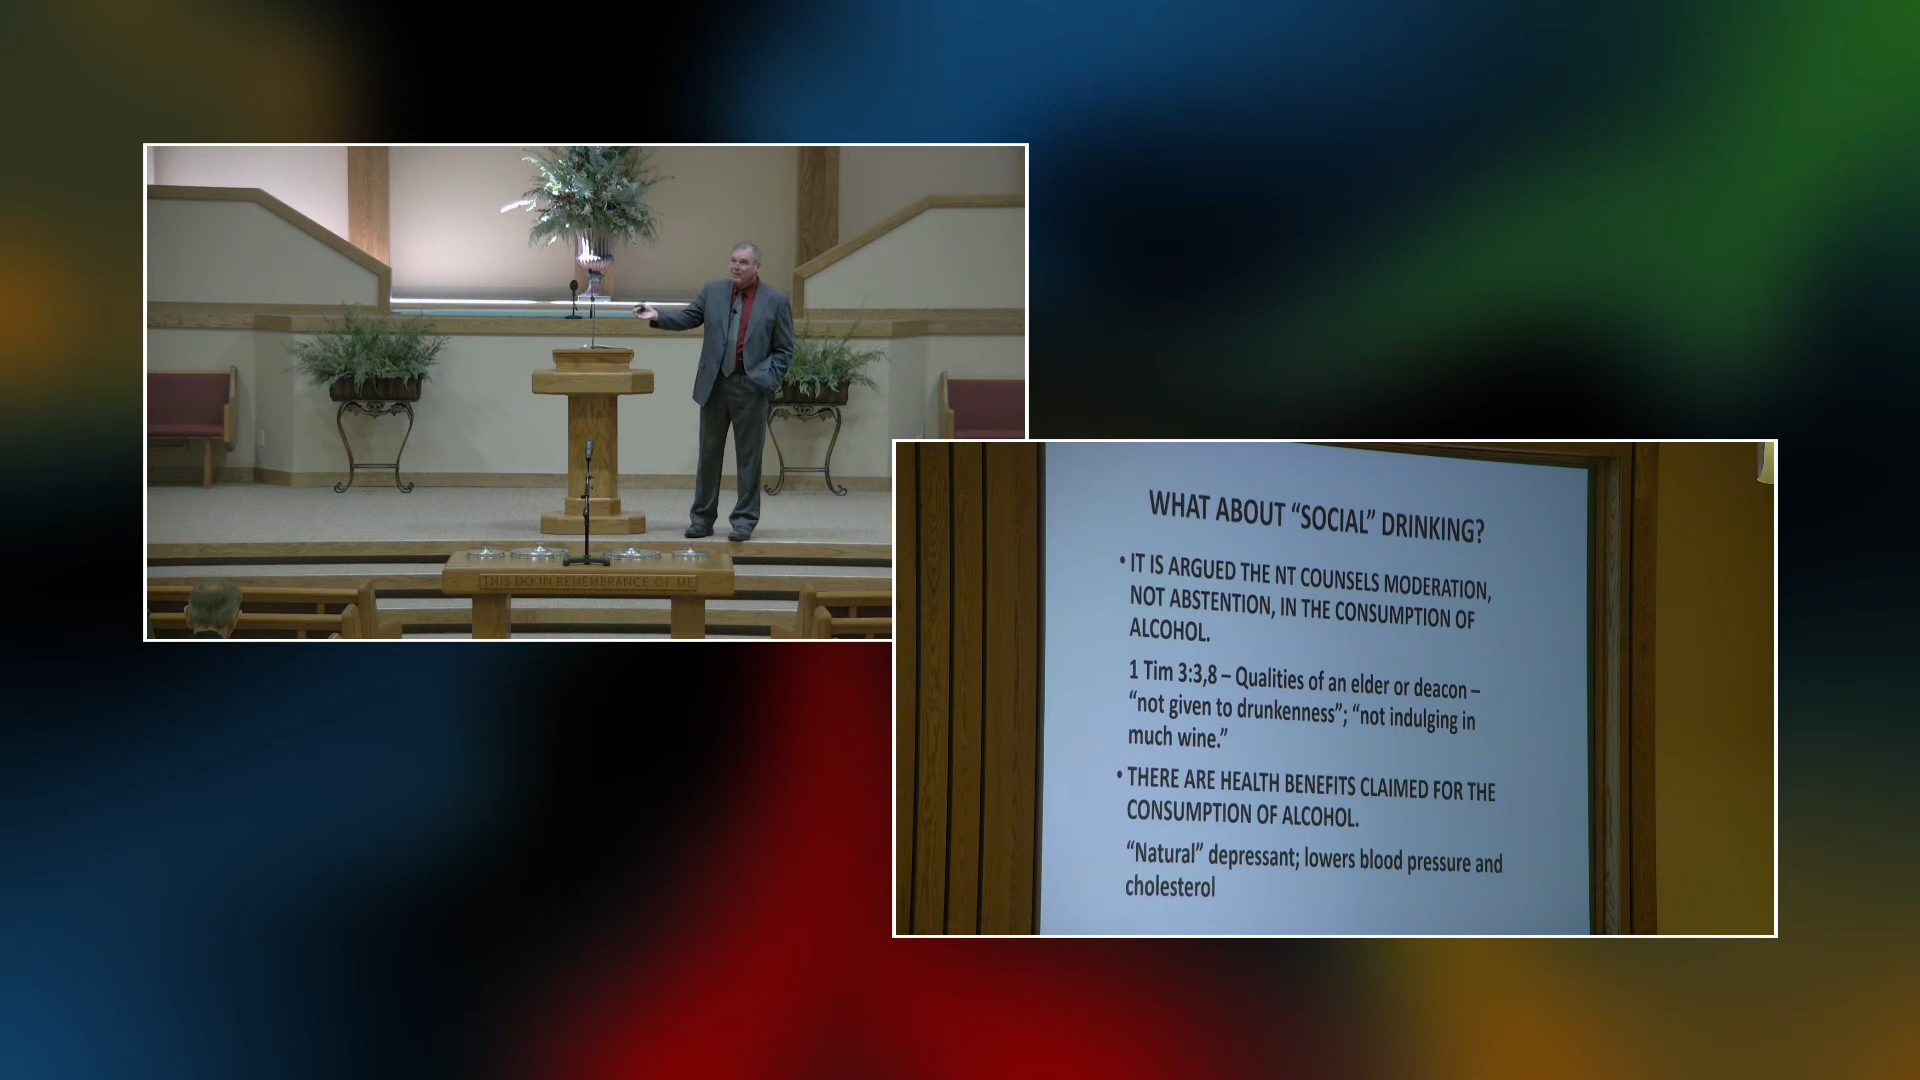 THIS DO IN REMEMBRANCE OF ME
WHAT ABOUT “SOCIAL” DRINKING?
• IT IS ARGUED THE NT COUNSELS MODERATION,
NOT ABSTENTION, IN THE CONSUMPTION OF
ALCOHOL.
1 Tim 3:3,8 – Qualities of an elder or deacon –
“not given to drunkenness”; “not indulging in
much wine.”
• THERE ARE HEALTH BENEFITS CLAIMED FOR THE
CONSUMPTION OF ALCOHOL.
“Natural” depressant; lowers blood pressure and
cholesterol